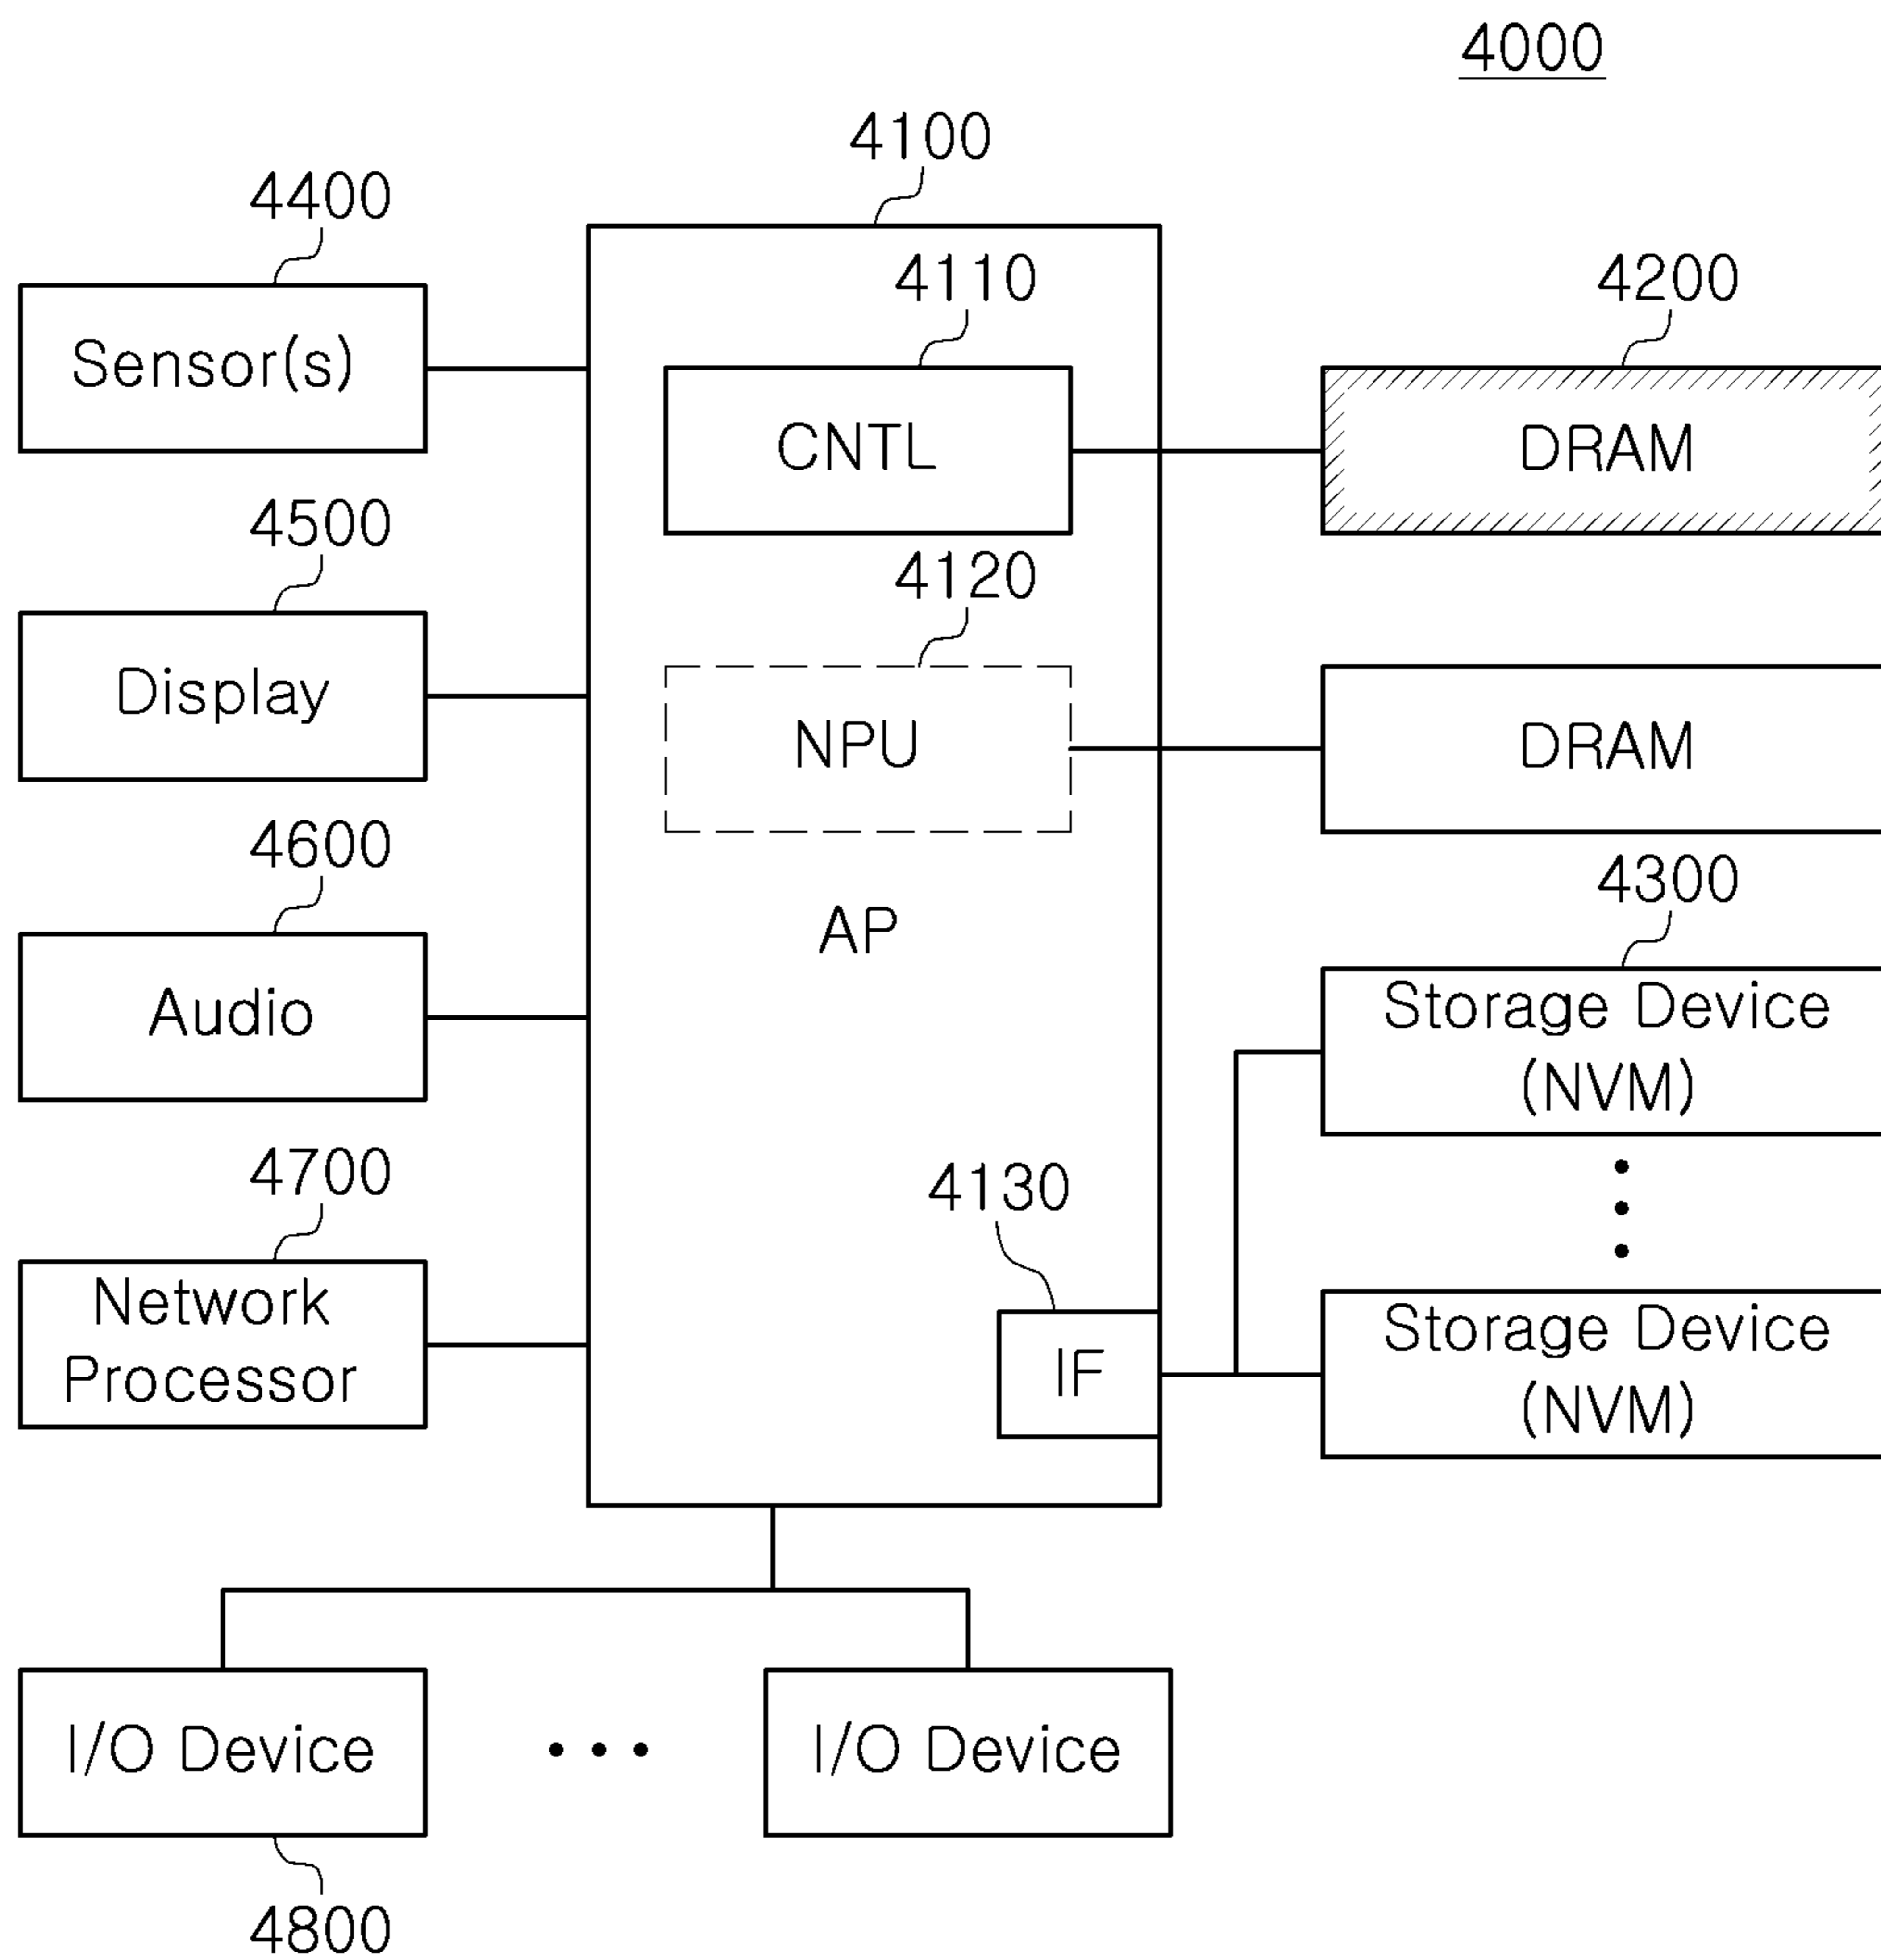 4000
4100
4400
4110
4200
Sensor(s)
CNTL
DRAM
4500
4120
Display
NPU
DRAM
4600
4300
AP
Audio
Storage Device
(NVM)
4700
4130
Network
Processor
IF
Storage Device
(NVM)
I/O Device
I/O Device
4800